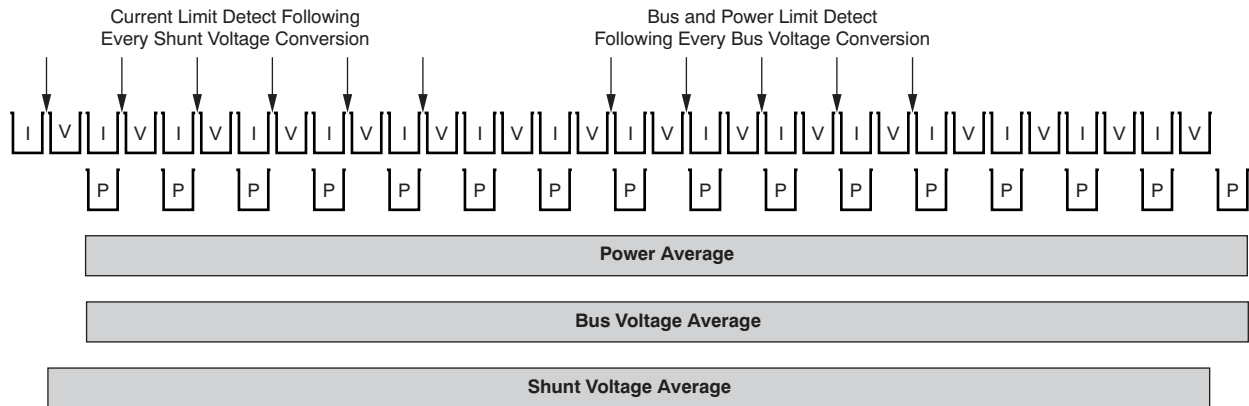 Current Limit Detect Following
Every Shunt Voltage Conversion
Bus and Power Limit Detect
Following Every Bus Voltage Conversion
I V I V I V I V I V I V I V I V I V I V I V I V I V I V I V I V
P P P P P P P P P P P P P P P P
Power Average
Bus Voltage Average
Shunt Voltage Average